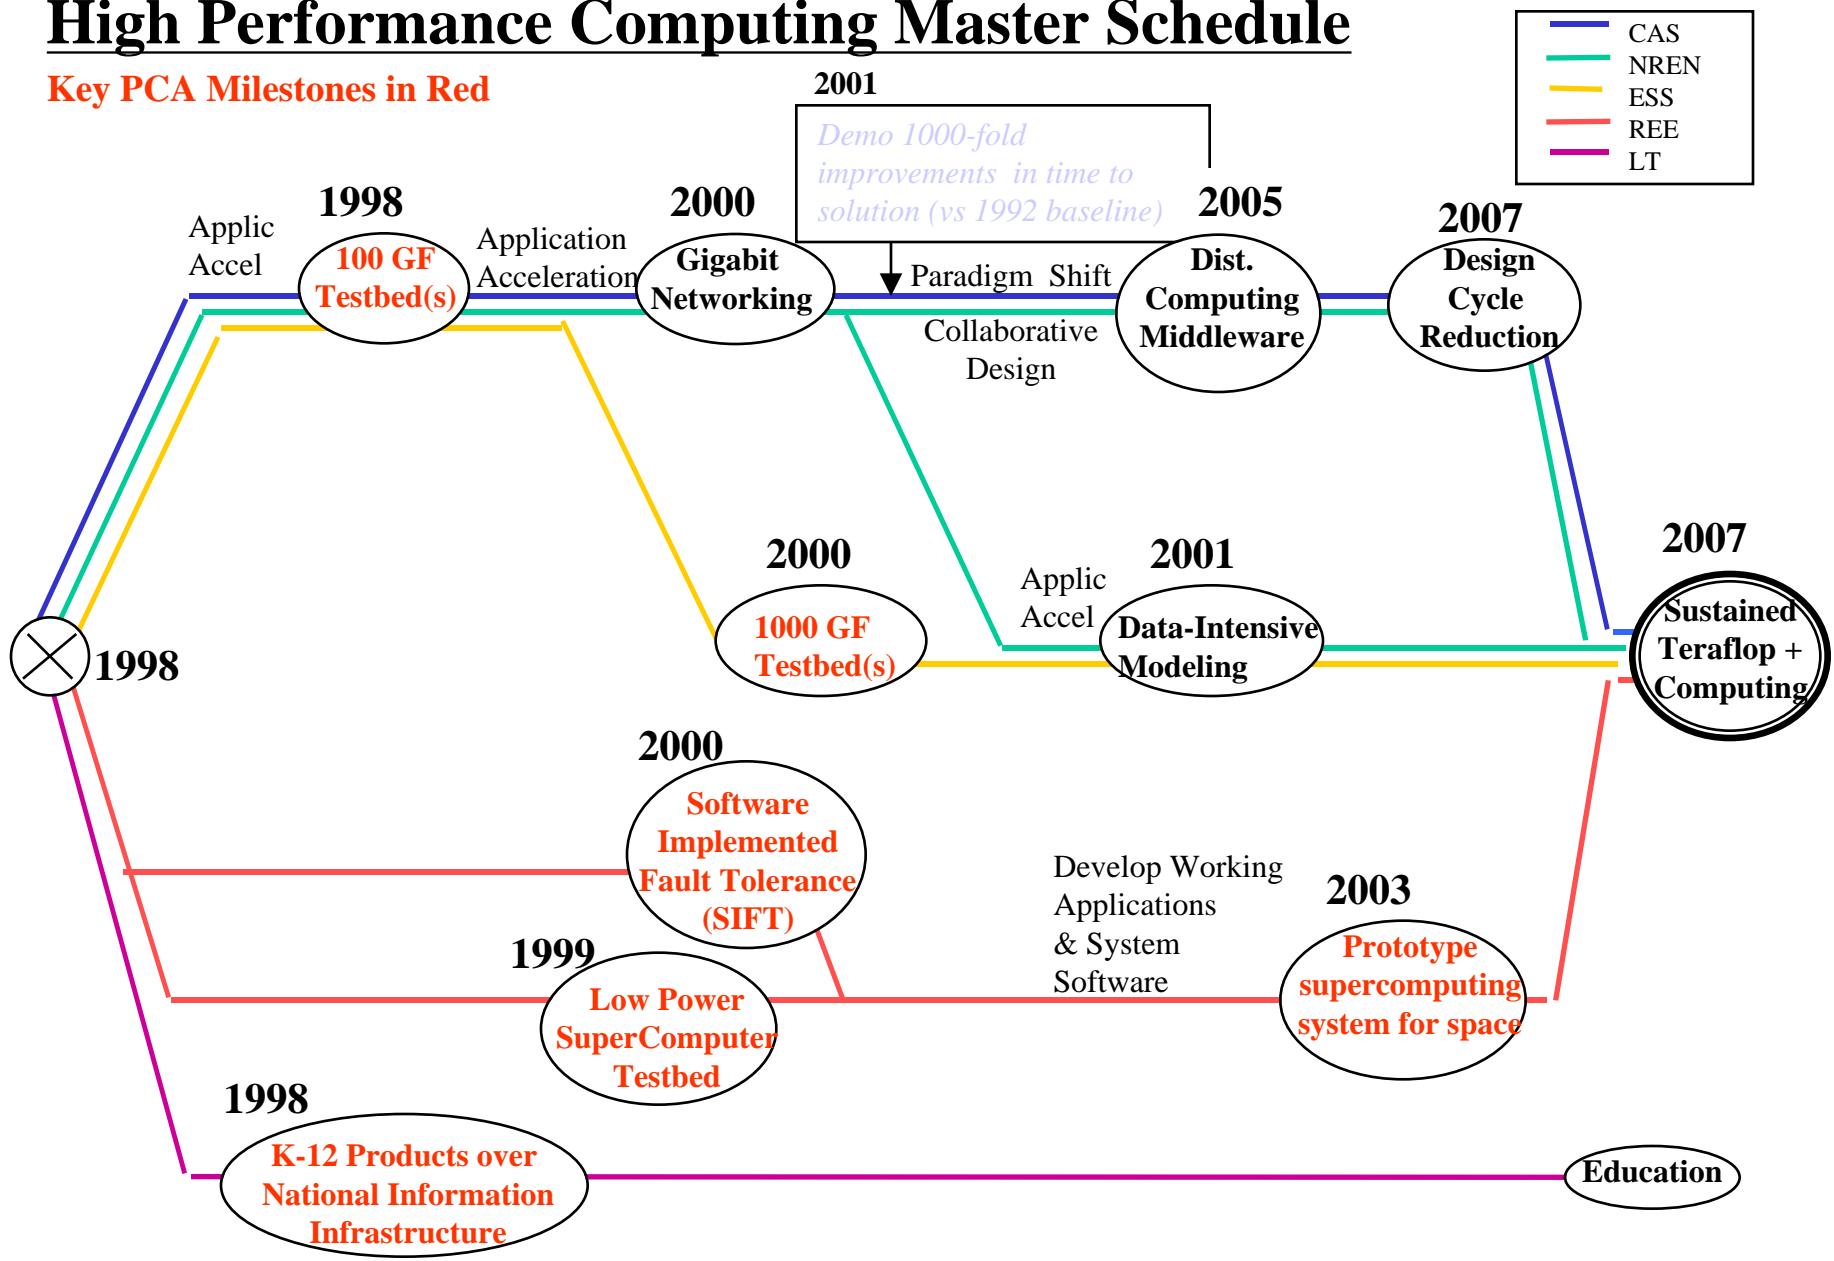 High Performance Computing Master Schedule
Key PCA Milestones in Red
CAS
NREN
ESS
REE
LT
2001
Demo 1000-fold
improvements in time to
solution (vs 1992 baseline)
Applic
Accel
1998
100 GF
Testbed(s)
Application
Acceleration
2000
Gigabit
Networking
Paradigm Shift
Collaborative
Design
2005
Dist.
Computing
Middleware
2007
Design
Cycle
Reduction
1998
2000
1000 GF
Testbed(s)
Applic
Accel
2001
Data-Intensive
Modeling
2007
Sustained
Teraflop +
Computing
2000
Software
Implemented
Fault Tolerance
(SIFT)
1999
Low Power
SuperComputer
Testbed
Develop Working
Applications
& System
Software
2003
Prototype
supercomputing
system for space
1998
K-12 Products over
National Information
Infrastructure
Education